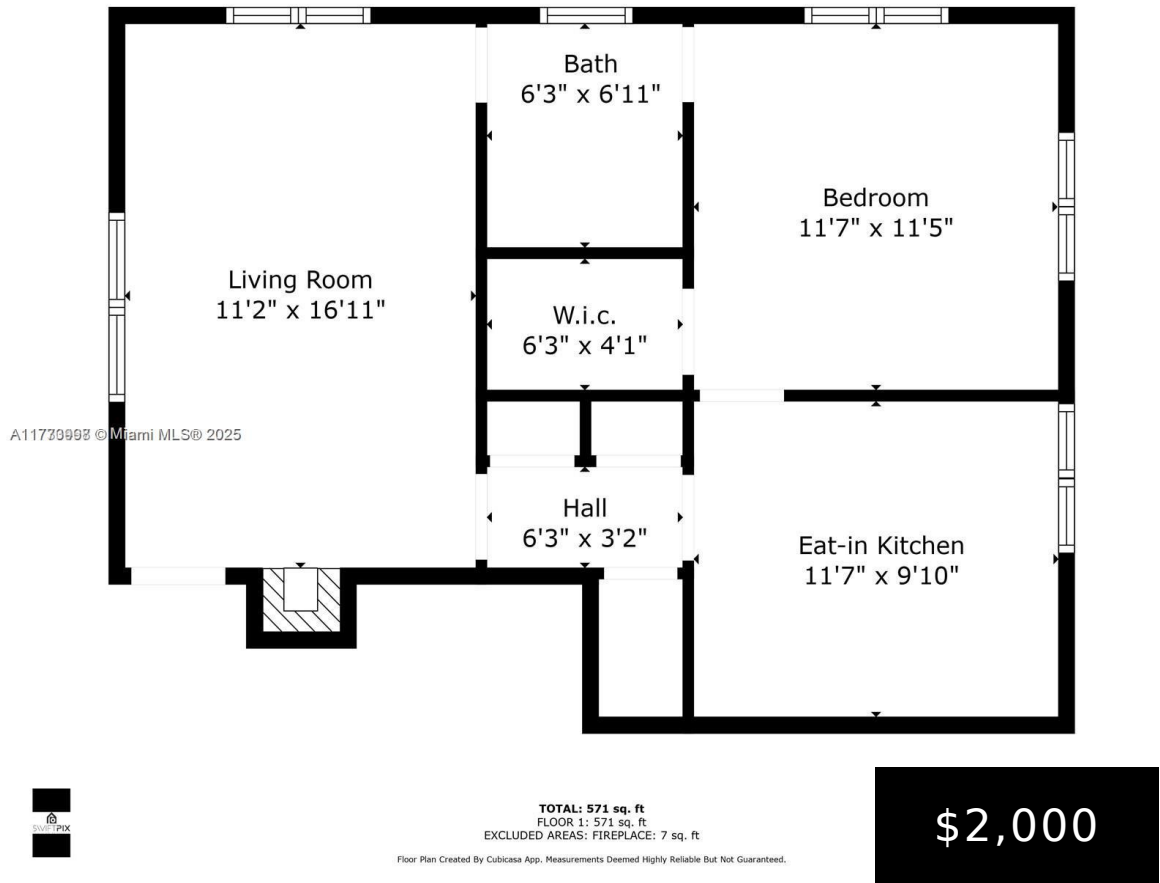 Bath
6'3" x 6'11"
Bedroom
11'7" x 11'5"
Living Room
11'2" x 16'11"
W.i.c.
6'3" x 4'1"
© Miami MLS® 2025
Hall
6'3" x 3'2"
Eat-in Kitchen
11'7" x 9'10"
SWIFTPIX
TOTAL: 571 sq. ft
FLOOR 1: 571 sq. ft
EXCLUDED AREAS: FIREPLACE: 7 sq. ft
Floor Plan Created By Cubicasa App. Measurements Deemed Highly Reliable But Not Guaranteed.
$2,000